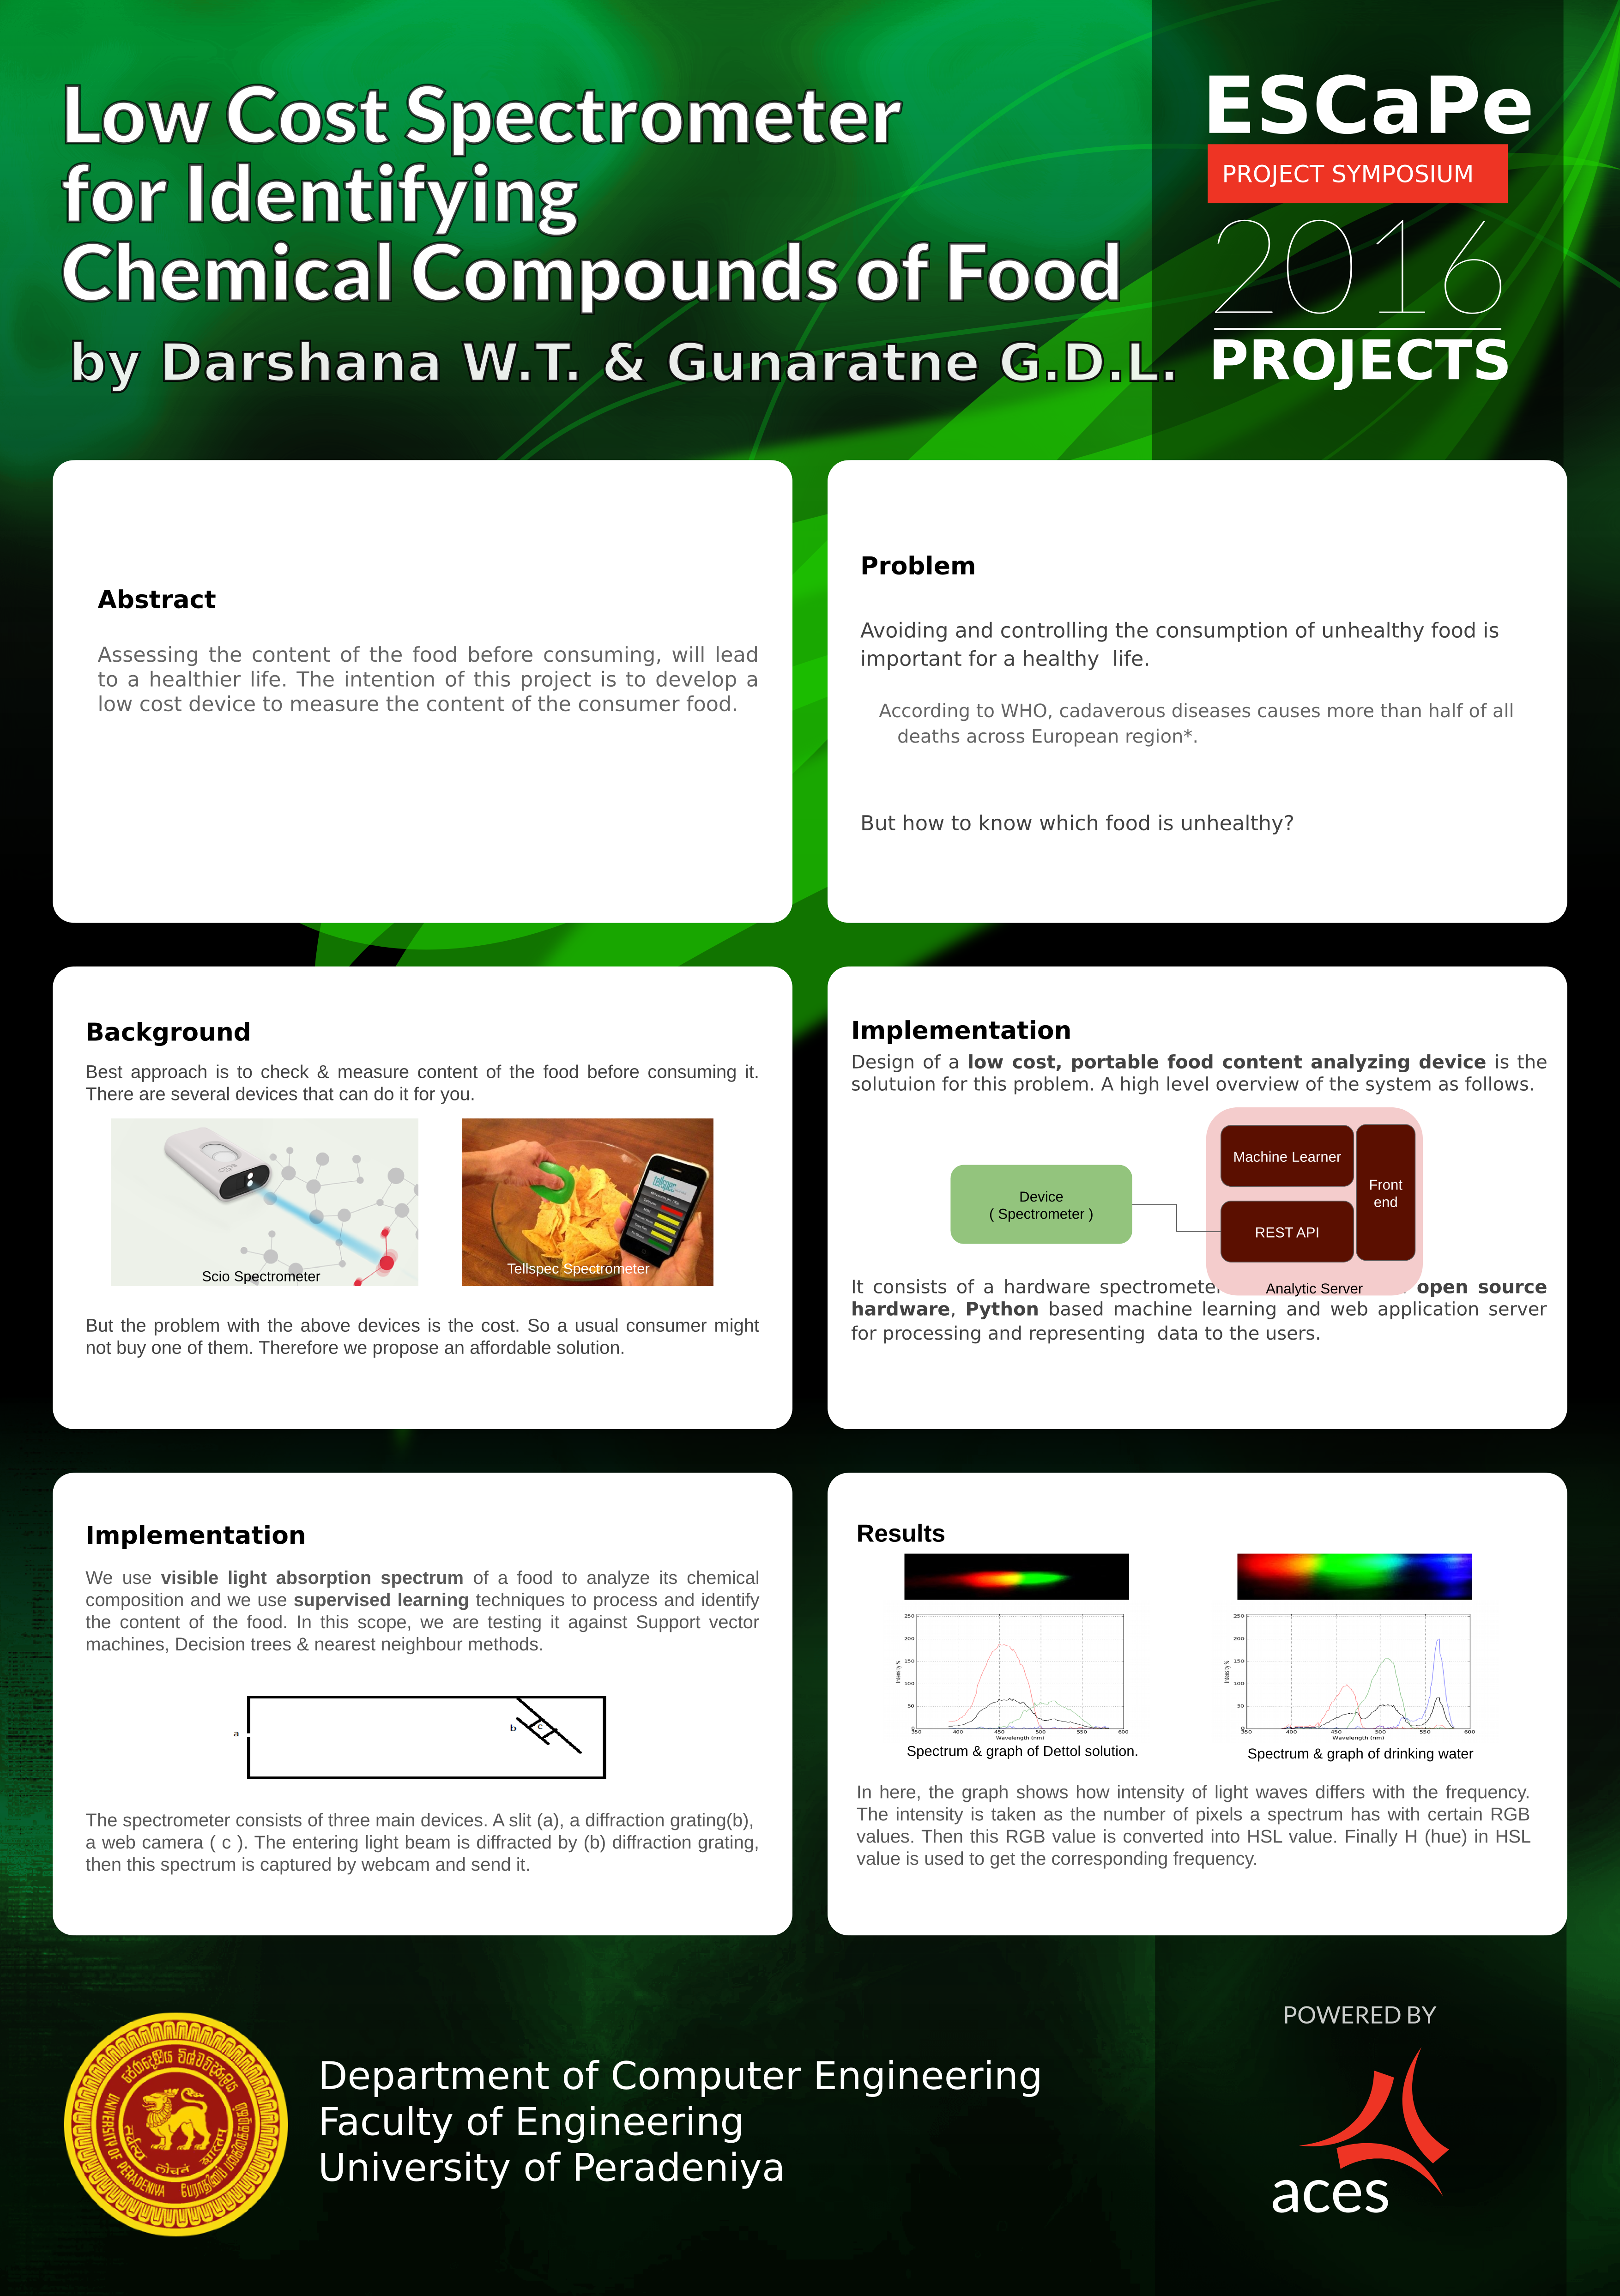 Low Cost Spectrometer
for Identifying
Chemical Compounds of Food
by Darshana W.T. & Gunaratne G.D.L.
ESCaPe
PROJECT SYMPOSIUM
2016
PROJECTS
Abstract
Assessing the content of the food before consuming, will lead
to a healthier life. The intention of this project is to develop a
low cost device to measure the content of the consumer food.
Problem
Avoiding and controlling the consumption of unhealthy food is
important for a healthy life.
According to WHO, cadaverous diseases causes more than half of all
deaths across European region*.
But how to know which food is unhealthy?
Background
Best approach is to check & measure content of the food before consuming it.
There are several devices that can do it for you.
Scio Spectrometer
Tellspec Spectrometer
But the problem with the above devices is the cost. So a usual consumer might
not buy one of them. Therefore we propose an affordable solution.
Implementation
Design of a low cost, portable food content analyzing device is the
solutuion for this problem. A high level overview of the system as follows.
Device
( Spectrometer )
Machine Learner
REST API
Front
end
Analytic Server
It consists of a hardware spectrometer open source
hardware, Python based machine learning and web application server
for processing and representing data to the users.
Implementation
We use visible light absorption spectrum of a food to analyze its chemical
composition and we use supervised learning techniques to process and identify
the content of the food. In this scope, we are testing it against Support vector
machines, Decision trees & nearest neighbour methods.
a
b
c
The spectrometer consists of three main devices. A slit (a), a diffraction grating(b),
a web camera ( c ). The entering light beam is diffracted by (b) diffraction grating,
then this spectrum is captured by webcam and send it.
Results
250
200
150
100
50
0
Intensity %
350 400 450 500 550 600
Wavelength (nm)
Spectrum & graph of Dettol solution.
250
200
150
100
50
0
Intensity %
350 400 450 500 550 600
Wavelength (nm)
Spectrum & graph of drinking water
In here, the graph shows how intensity of light waves differs with the frequency.
The intensity is taken as the number of pixels a spectrum has with certain RGB
values. Then this RGB value is converted into HSL value. Finally H (hue) in HSL
value is used to get the corresponding frequency.
UNIVERSITY OF PERADENIYA
Department of Computer Engineering
Faculty of Engineering
University of Peradeniya
POWERED BY
aces